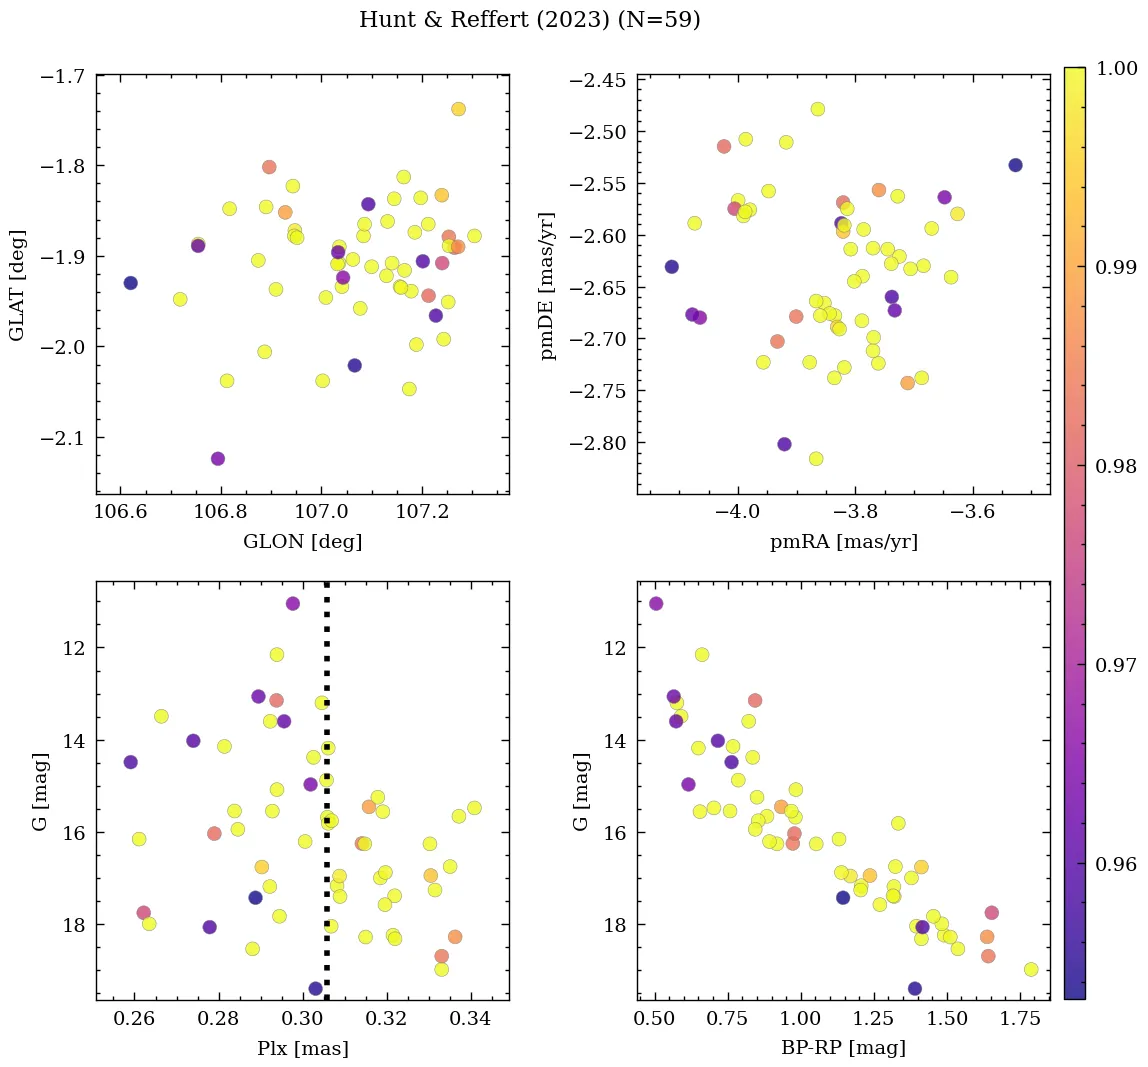 Hunt & Reffert (2023) (N=59)
−1.7
−1.8
−1.9
−2.0
−2.1
GLAT [deg]
106.6 106.8 107.0 107.2
GLON [deg]
−2.45
−2.50
−2.55
−2.60
−2.65
−2.70
−2.75
−2.80
pmDE [mas/yr]
−4.0 −3.8 −3.6
pmRA [mas/yr]
12
14
16
18
G [mag]
0.26 0.28 0.30 0.32 0.34
Plx [mas]
12
14
16
18
G [mag]
0.50 0.75 1.00 1.25 1.50 1.75
BP-RP [mag]
1.00
0.99
0.98
0.97
0.96